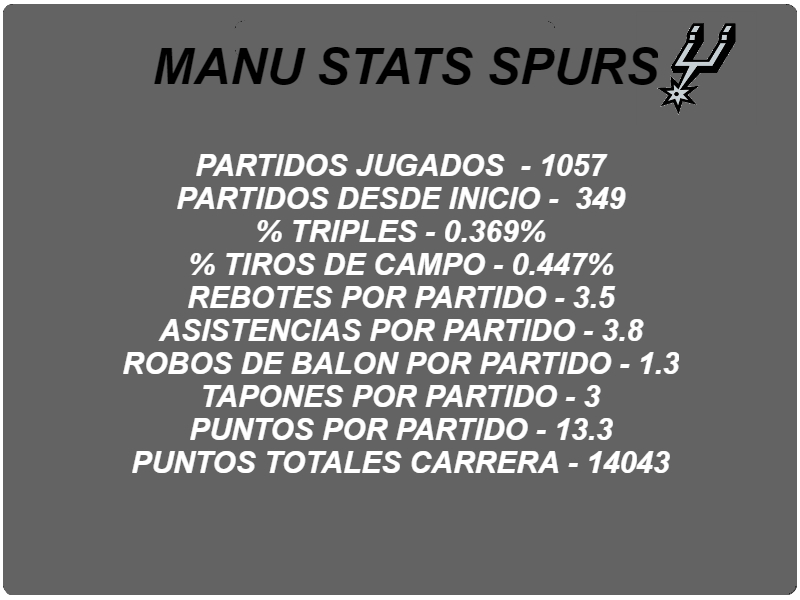 MANU STATS SPURS
PARTIDOS JUGADOS - 1057
PARTIDOS DESDE INICIO - 349
% TRIPLES - 0.369%
% TIROS DE CAMPO - 0.447%
REBOTES POR PARTIDO - 3.5
ASISTENCIAS POR PARTIDO - 3.8
ROBOS DE BALON POR PARTIDO - 1.3
TAPONES POR PARTIDO - 3
PUNTOS POR PARTIDO - 13.3
PUNTOS TOTALES CARRERA - 14043